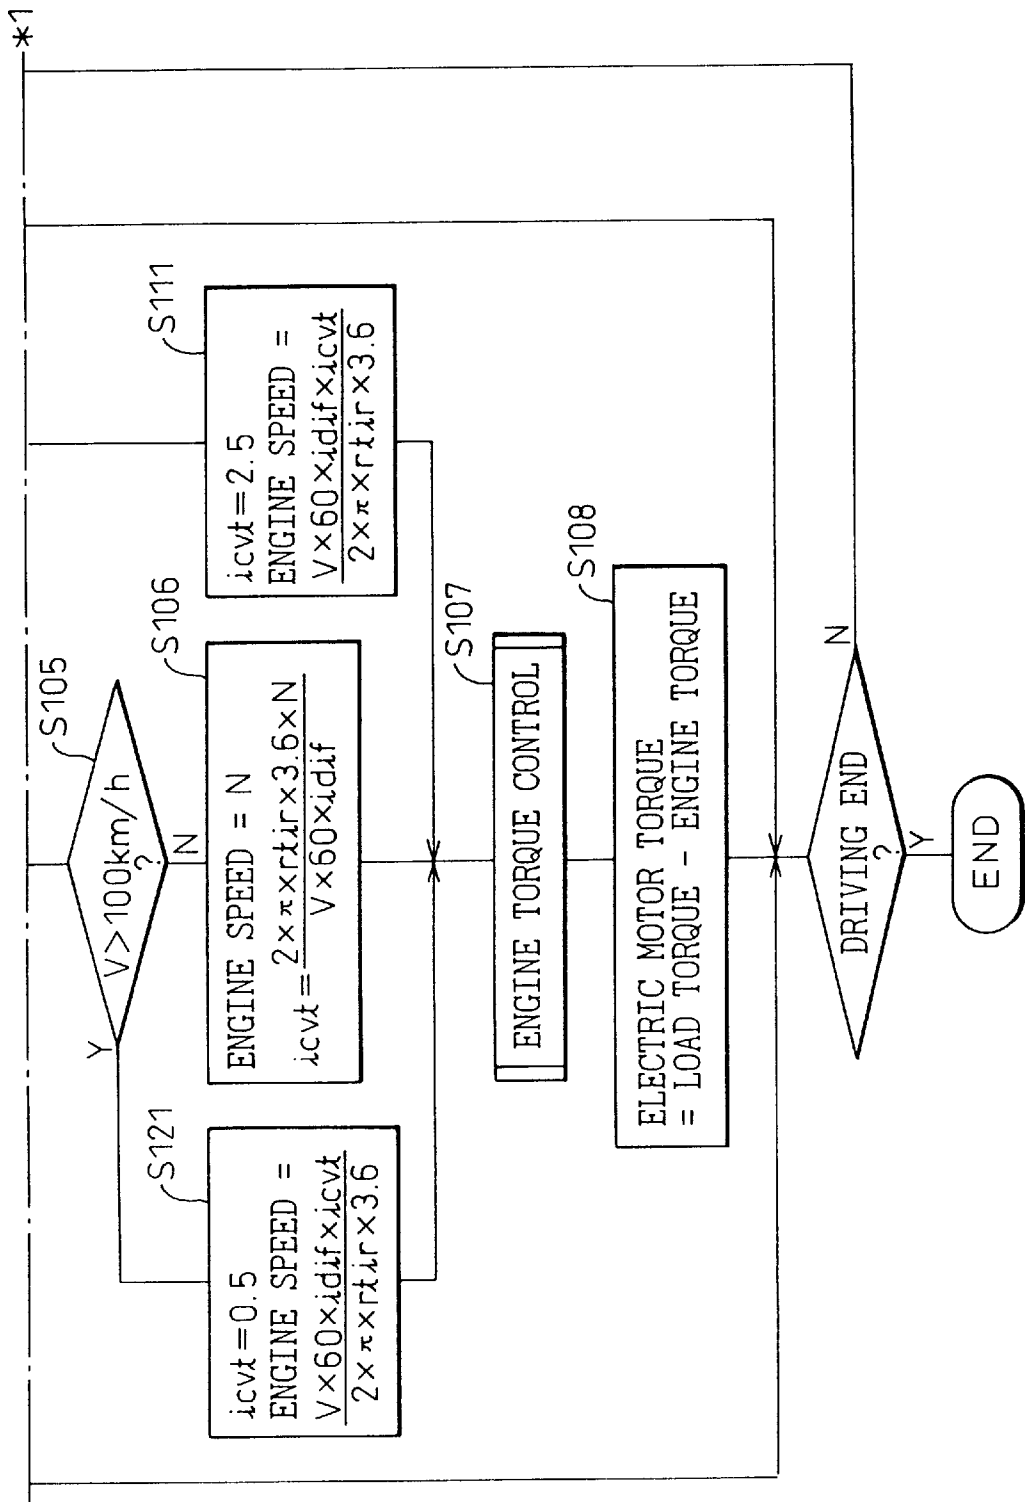 *1
S105
V>100km/h
?
Y
N
S121
icvt=0.5
ENGINE SPEED =
V×60×idif×icvt
2×π×rtir×3.6
S106
ENGINE SPEED = N
icvt= 2×π×rtir×3.6×N
V×60×idif
S111
icvt=2.5
ENGINE SPEED =
V×60×idif×icvt
2×π×rtir×3.6
S107
ENGINE TORQUE CONTROL
S108
ELECTRIC MOTOR TORQUE
= LOAD TORQUE - ENGINE TORQUE
DRIVING END
?
N
Y
END